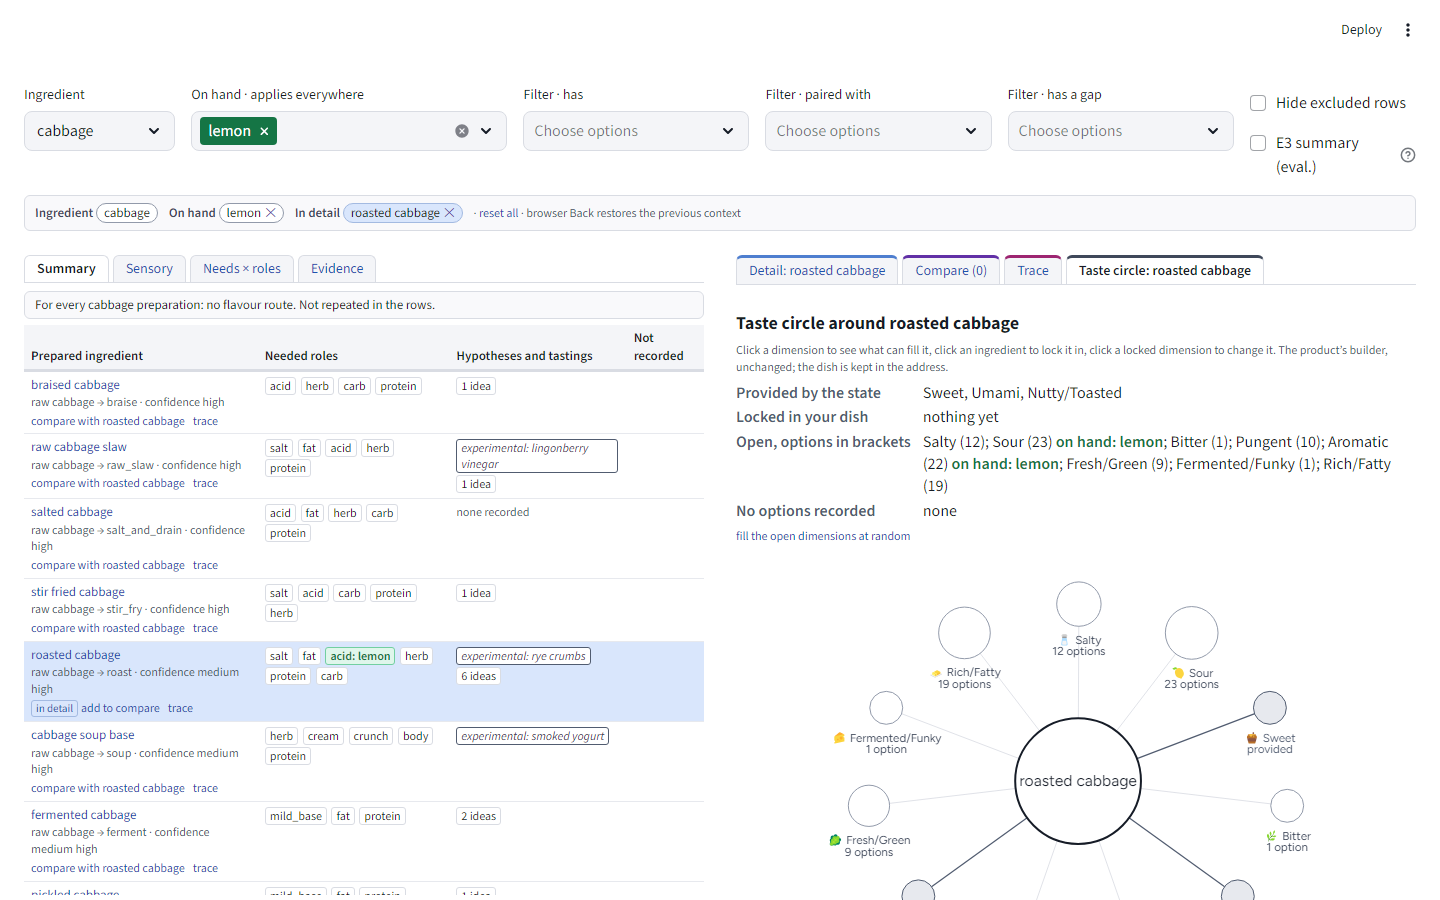 Deploy
Ingredient
On hand · applies everywhere
Filter · has
Filter · paired with
Filter · has a gap
cabbage
lemon ×
Choose options
Choose options
Choose options
Hide excluded rows
E3 summary
(eval.)
Ingredient cabbage On hand lemon In detail roasted cabbage · reset all · browser Back restores the previous context
Summary
Sensory
Needs × roles
Evidence
For every cabbage preparation: no flavour route. Not repeated in the rows.
Prepared ingredient
Needed roles
Hypotheses and tastings
Not
recorded
braised cabbage
raw cabbage → braise · confidence high
compare with roasted cabbage trace
acid herb carb protein
1 idea
raw cabbage slaw
raw cabbage → raw_slaw · confidence high
compare with roasted cabbage trace
salt fat acid herb
protein
experimental: lingonberry
vinegar
1 idea
salted cabbage
raw cabbage → salt_and_drain · confidence
high
compare with roasted cabbage trace
acid fat herb carb
protein
none recorded
stir fried cabbage
raw cabbage → stir_fry · confidence high
compare with roasted cabbage trace
salt acid carb protein
herb
1 idea
roasted cabbage
raw cabbage → roast · confidence medium
high
in detail add to compare trace
salt fat acid: lemon herb
protein carb
experimental: rye crumbs
6 ideas
cabbage soup base
raw cabbage → soup · confidence medium
high
compare with roasted cabbage trace
herb cream crunch body
protein
experimental: smoked yogurt
fermented cabbage
raw cabbage → ferment · confidence
medium high
compare with roasted cabbage trace
mild_base fat protein
2 ideas
pickled cabbage
mild_base fat protein
1 idea
Detail: roasted cabbage
Compare (0)
Trace
Taste circle: roasted cabbage
Taste circle around roasted cabbage
Click a dimension to see what can fill it, click an ingredient to lock it in, click a locked dimension to change it. The product's builder,
unchanged; the dish is kept in the address.
Provided by the state Sweet, Umami, Nutty/Toasted
Locked in your dish nothing yet
Open, options in brackets Salty (12); Sour (23) on hand: lemon; Bitter (1); Pungent (10); Aromatic
(22) on hand: lemon; Fresh/Green (9); Fermented/Funky (1); Rich/Fatty
(19)
No options recorded none
fill the open dimensions at random
Salty
12 options
Rich/Fatty
19 options
Sour
23 options
Fermented/Funky
1 option
Sweet
provided
roasted cabbage
Fresh/Green
9 options
Bitter
1 option